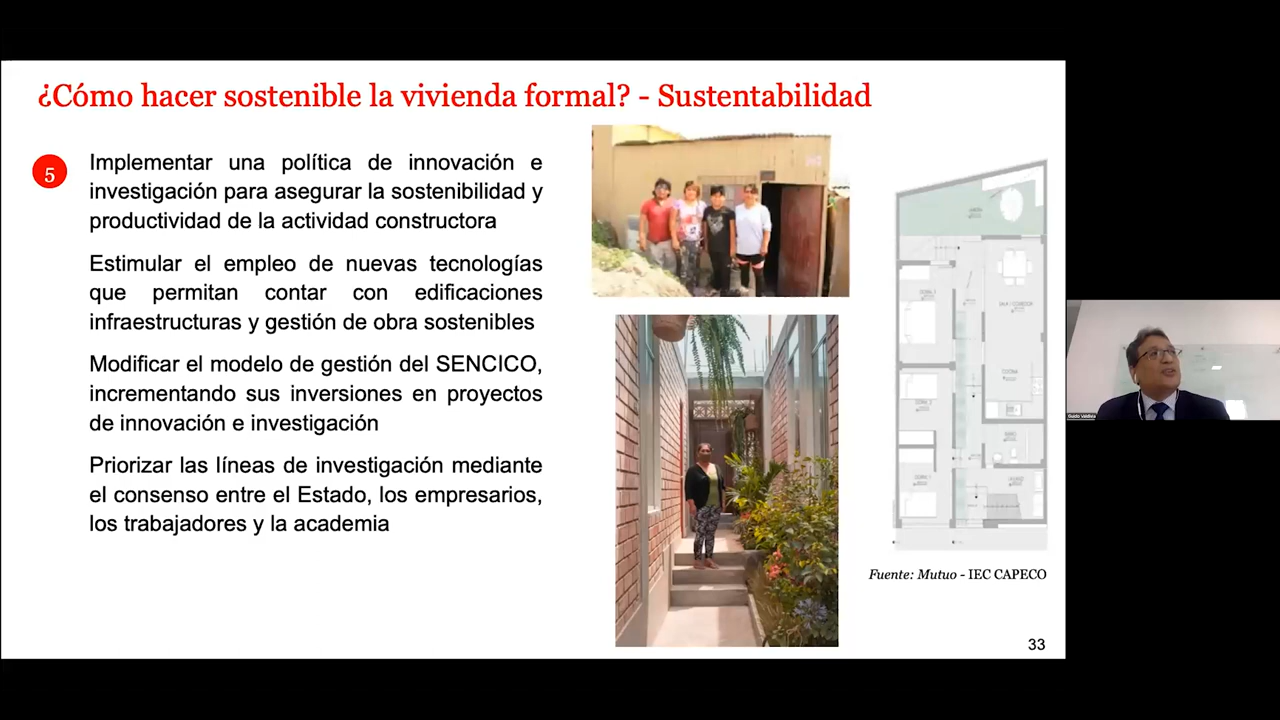 ¿Cómo hacer sostenible la vivienda formal? - Sustentabilidad
5
Implementar una política de innovación e
investigación para asegurar la sostenibilidad y
productividad de la actividad constructora
Estimular el empleo de nuevas tecnologías
que permitan contar con edificaciones
infraestructuras y gestión de obra sostenibles
Modificar el modelo de gestión del SENCICO,
incrementando sus inversiones en proyectos
de innovación e investigación
Priorizar las líneas de investigación mediante
el consenso entre el Estado, los empresarios,
los trabajadores y la academia
COCINA
Fuente: Mutuo - IEC CAPECO
33
Guido Valdivia